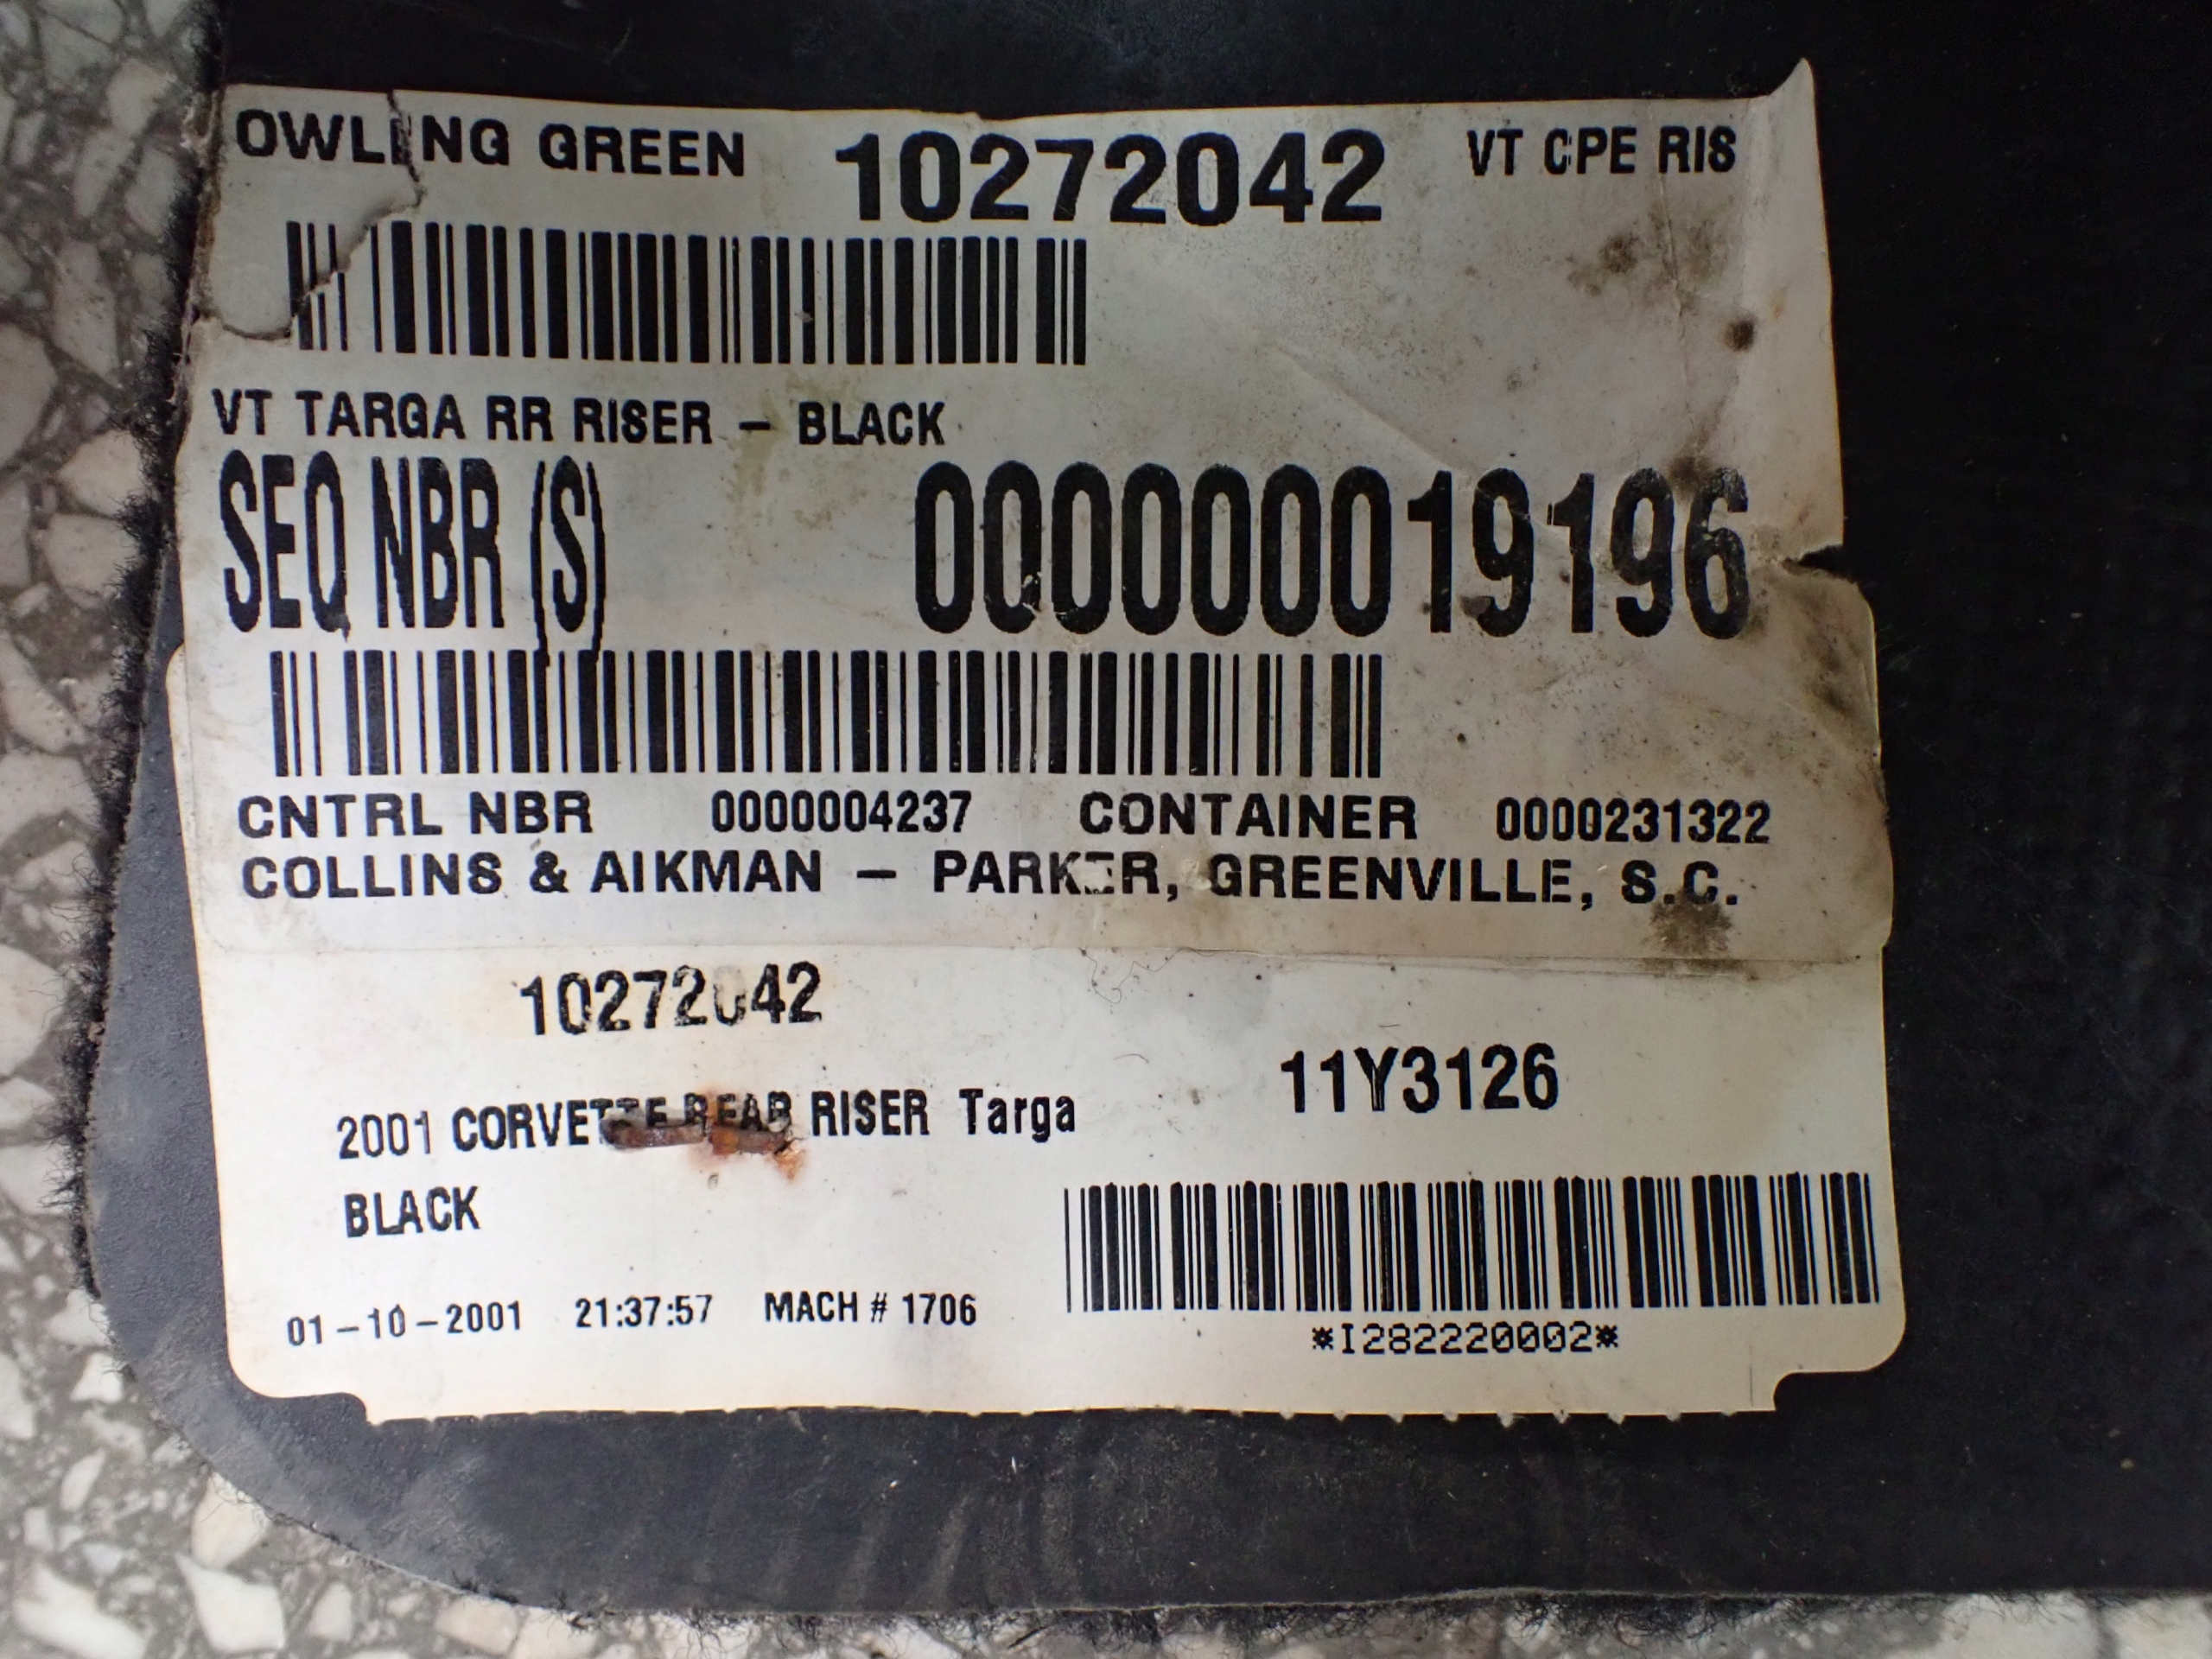 OWLING GREEN 10272042 VT CPE RIS
VT TARGA RR RISER - BLACK
SEQ NBR (S) 000000019196
CNTRL NBR 0000004237 CONTAINER 0000231322
COLLINS & AIKMAN - PARKER, GREENVILLE, S.C.
10272042
11Y3126
2001 CORVETTE REAR RISER Targa
BLACK
01-10-2001 21:37:57 MACH # 1706
*I282220002*